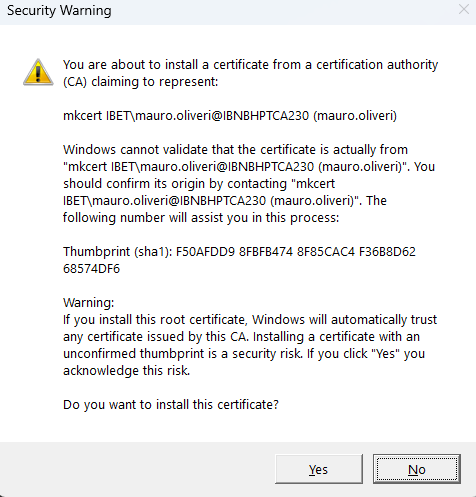 Security Warning
You are about to install a certificate from a certification authority
(CA) claiming to represent:
mkcert IBET\mauro.oliveri@IBNBHPTCA230 (mauro.oliveri)
Windows cannot validate that the certificate is actually from
"mkcert IBET\mauro.oliveri@IBNBHPTCA230 (mauro.oliveri)". You
should confirm its origin by contacting "mkcert
IBET\mauro.oliveri@IBNBHPTCA230 (mauro.oliveri)". The
following number will assist you in this process:
Thumbprint (sha1): F50AFDD9 8FBFB474 8F85CAC4 F36B8D62
68574DF6
Warning:
If you install this root certificate, Windows will automatically trust
any certificate issued by this CA. Installing a certificate with an
unconfirmed thumbprint is a security risk. If you click "Yes" you
acknowledge this risk.
Do you want to install this certificate?
Yes
No